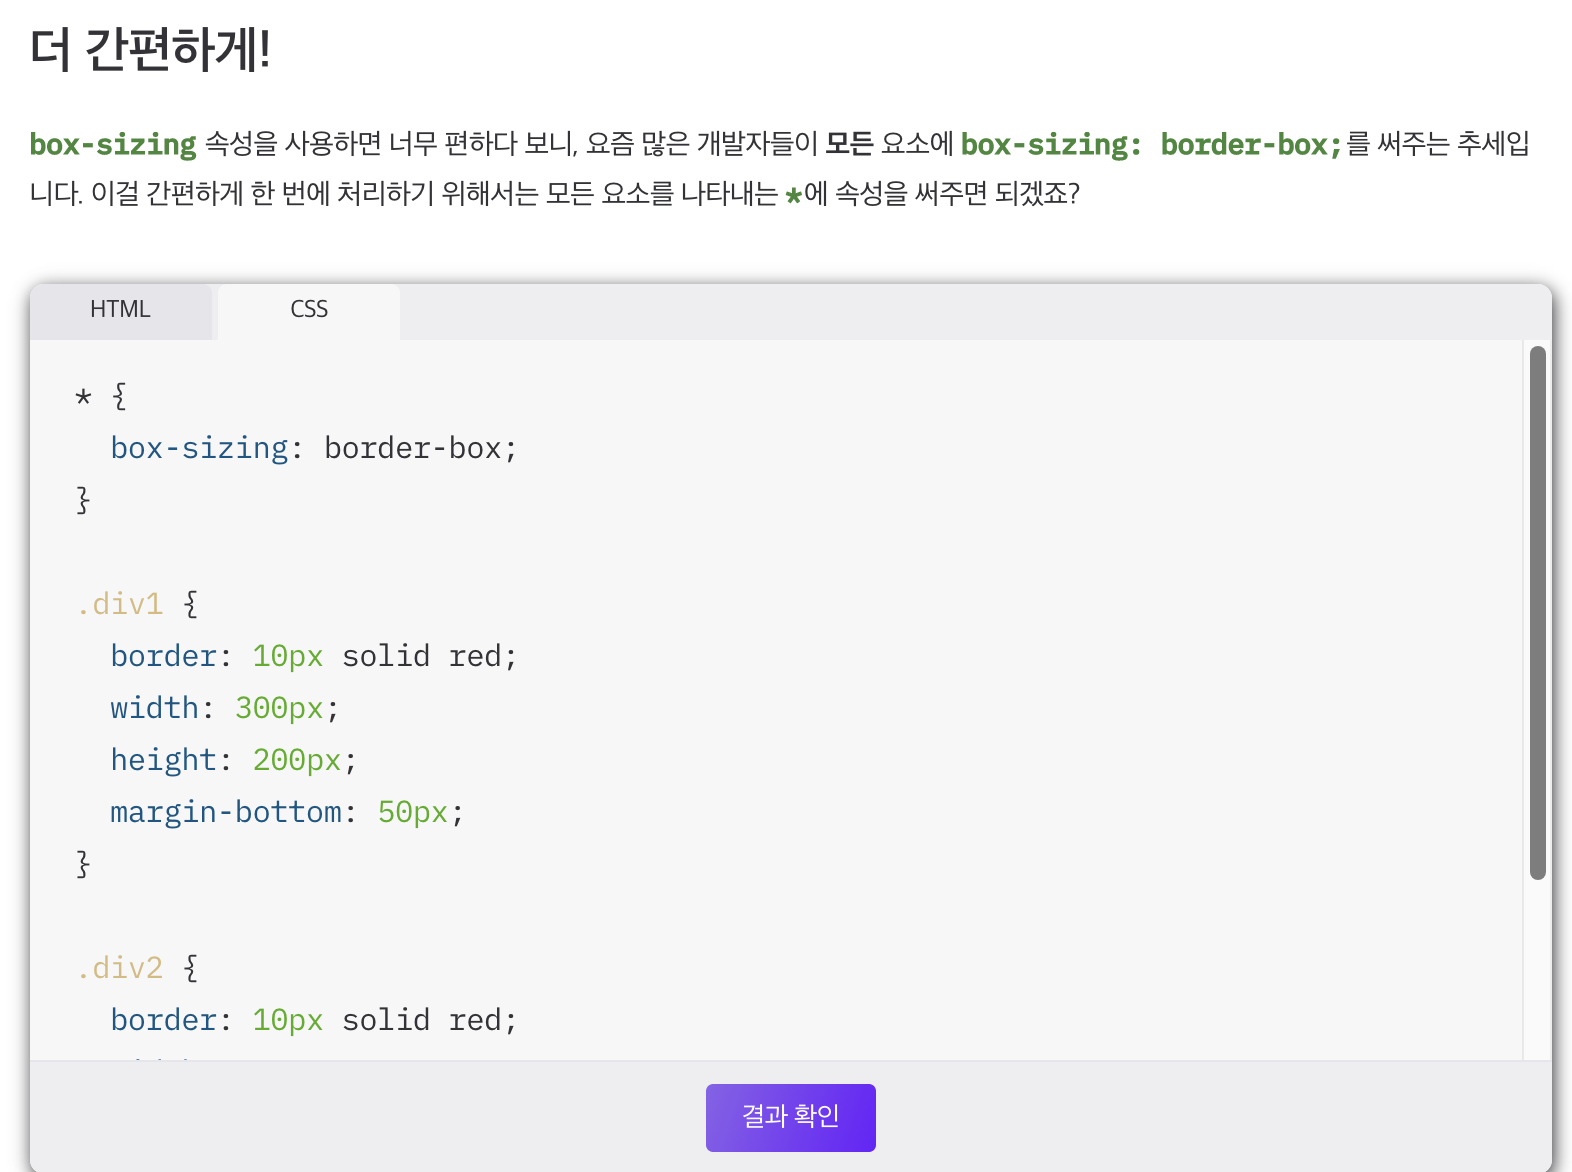 더 간편하게!
box-sizing 속성을 사용하면 너무 편하다 보니, 요즘 많은 개발자들이 모든 요소에 box-sizing: border-box;를 써주는 추세입
니다. 이걸 간편하게 한 번에 처리하기 위해서는 모든 요소를 나타내는 *에 속성을 써주면 되겠죠?
HTML CSS
* {
  box-sizing: border-box;
}
.div1 {
  border: 10px solid red;
  width: 300px;
  height: 200px;
  margin-bottom: 50px;
}
.div2 {
  border: 10px solid red;
결과 확인